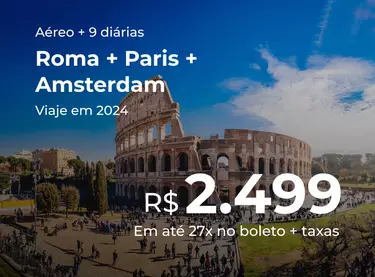 Aéreo + 9 diárias
Roma + Paris +
Amsterdam
Viaje em 2024
R$ 2.499
Em até 27x no boleto + taxas